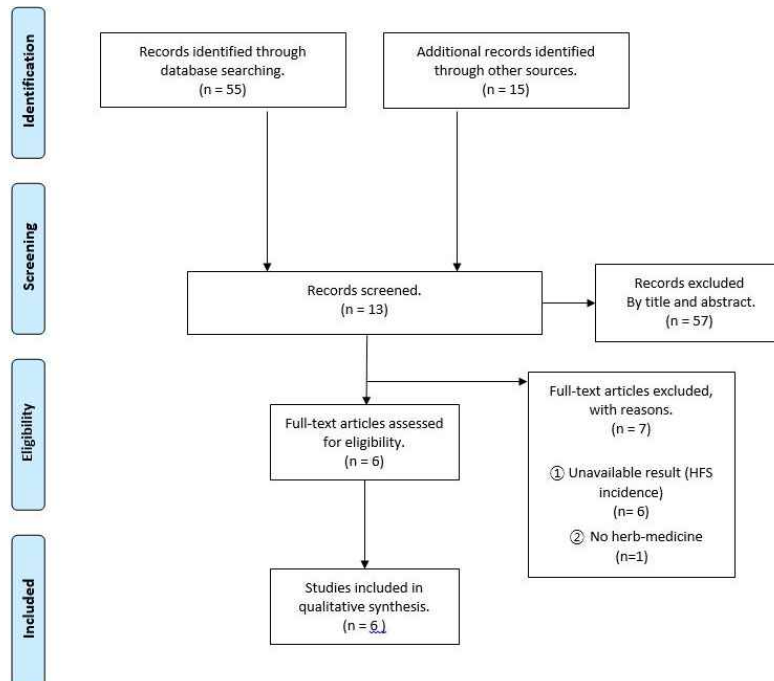 Identification
Records identified through
database searching.
(n = 55)
Additional records identified
through other sources.
(n = 15)
Screening
Records screened.
(n = 13)
Records excluded
By title and abstract.
(n = 57)
Eligibility
Full-text articles assessed
for eligibility.
(n = 6)
Full-text articles excluded,
with reasons.
(n = 7)
① Unavailable result (HFS
incidence)
(n= 6)
② No herb-medicine
(n=1)
Included
Studies included in
qualitative synthesis.
(n = 6 )